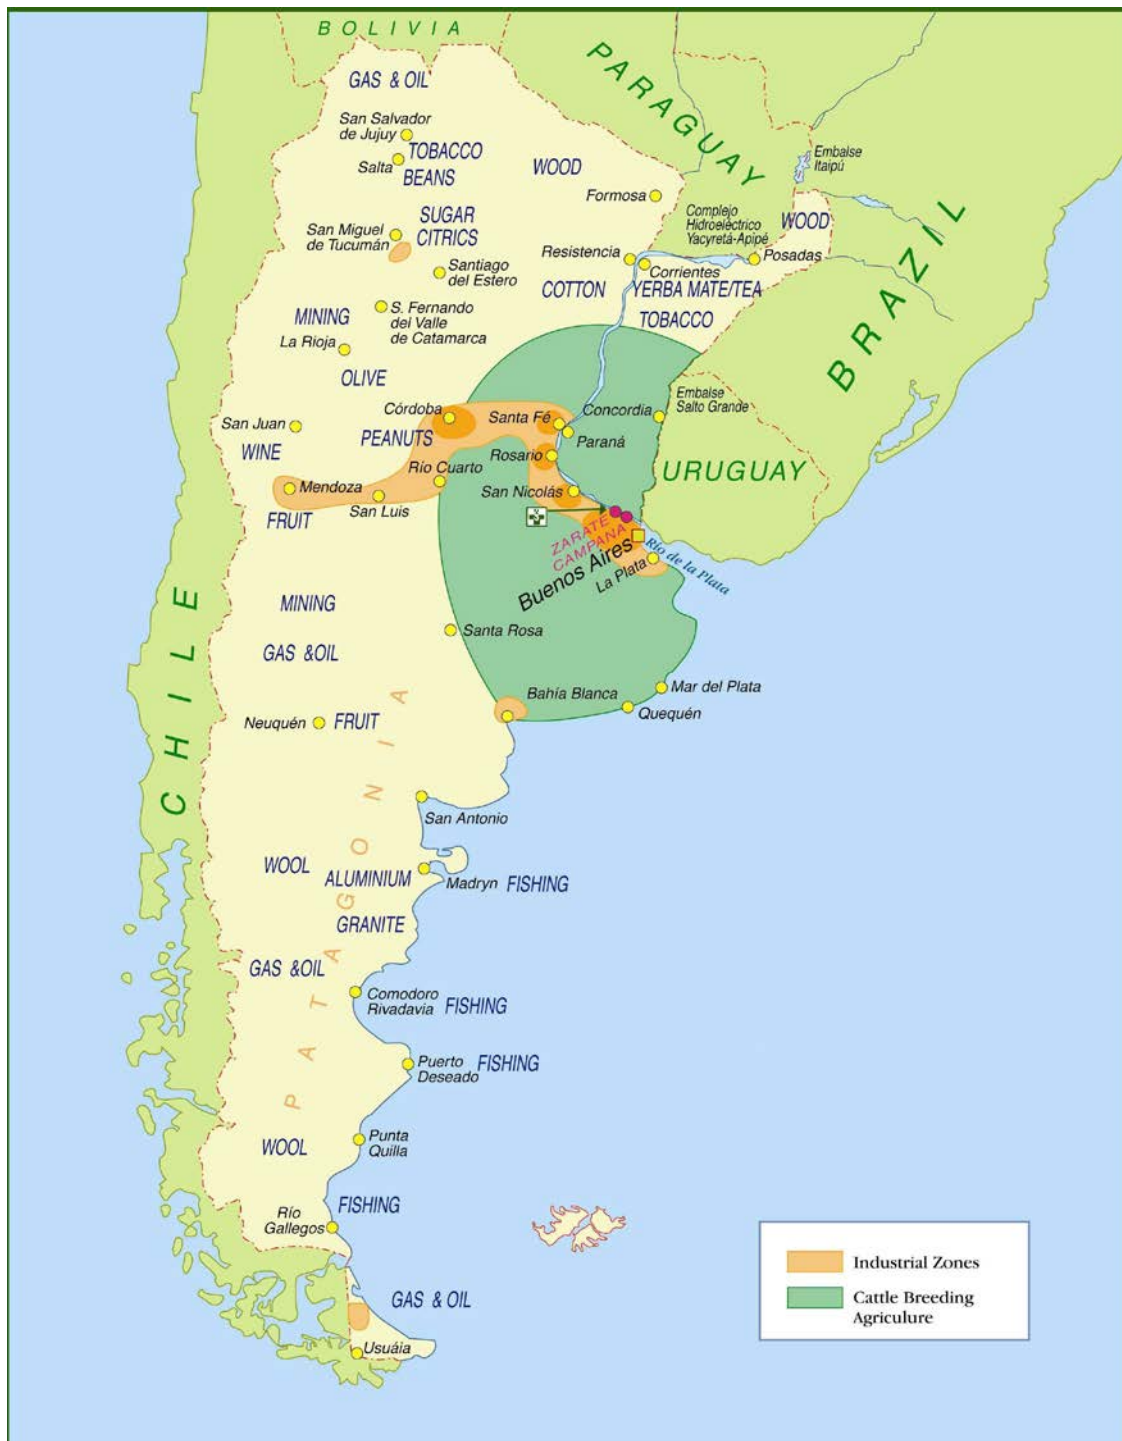 BOLIVIA
PARAGUAY
GAS & OIL
San Salvador
de Jujuy
TOBACCO
Salta
BEANS
WOOD
Embalse
Itaipú
Formosa
SUGAR
CITRICS
San Miguel
de Tucumán
Complejo
Hidroeléctrico
Yacyretá-Apipé
WOOD
BRAZIL
Resistencia
Corrientes
Posadas
Santiago
del Estero
COTTON
YERBA MATE/TEA
TOBACCO
MINING
S. Fernando
del Valle
de Catamarca
La Rioja
OLIVE
Córdoba
Santa Fé
Concordia
Embalse
Salto Grande
San Juan
PEANUTS
Paraná
WINE
Rosario
URUGUAY
Río Cuarto
Mendoza
San Nicolás
San Luis
FRUIT
ZARATE
CAMPANA
Buenos Aires
Río de la Plata
La Plata
CHILE
MINING
Santa Rosa
GAS &OIL
Bahía Blanca
Mar del Plata
Quequén
Neuquén
FRUIT
PATAGONIA
San Antonio
WOOL
ALUMINIUM
Madryn
FISHING
GRANITE
GAS &OIL
Comodoro
Rivadavia
FISHING
Puerto
Deseado
FISHING
Punta
Quilla
WOOL
FISHING
Río
Gallegos
GAS & OIL
Usuáia
Industrial Zones
Cattle Breeding
Agriculure